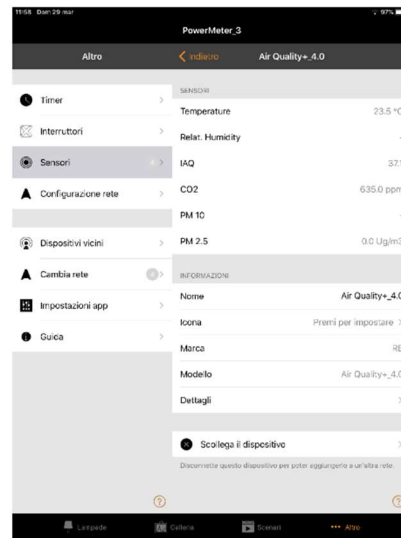 11:58 Dom 29 mar
97%
PowerMeter_3
Altro
Indietro
Air Quality+_4.0
Timer
Interruttori
Sensori
4
Configurazione rete
Dispositivi vicini
Cambia rete
Impostazioni app
Guida
SENSORI
Temperature 23.5 °C
Relat. Humidity -
IAQ 37.
CO2 635.0 ppm
PM 10 -
PM 2.5 0.0 Ug/m3
INFORMAZIONI
Nome Air Quality+_4.0
Icona Premi per impostare
Marca RE
Modello Air Quality+_4.0
Dettagli
Scollega il dispositivo
Disconnette questo dispositivo per poter aggiungerlo a un'altra rete.
?
?
Lampade
Galleria
Scenari
Altro